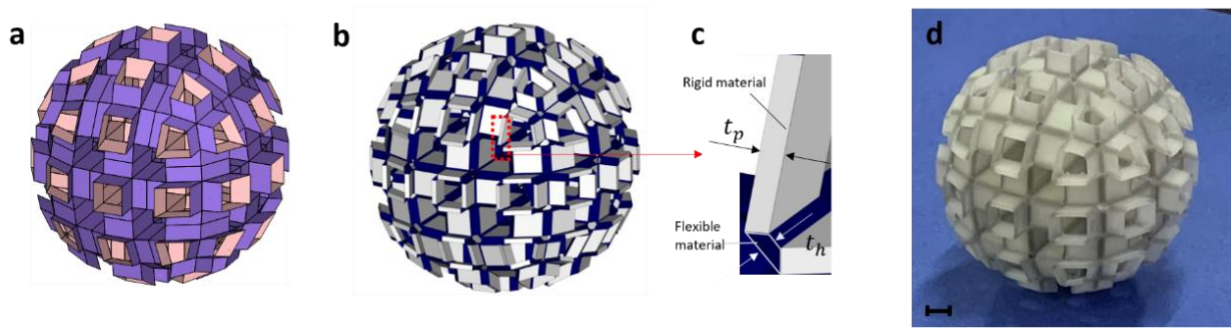 a
b
c
d
Rigid material
t_p
Flexible
material
t_h